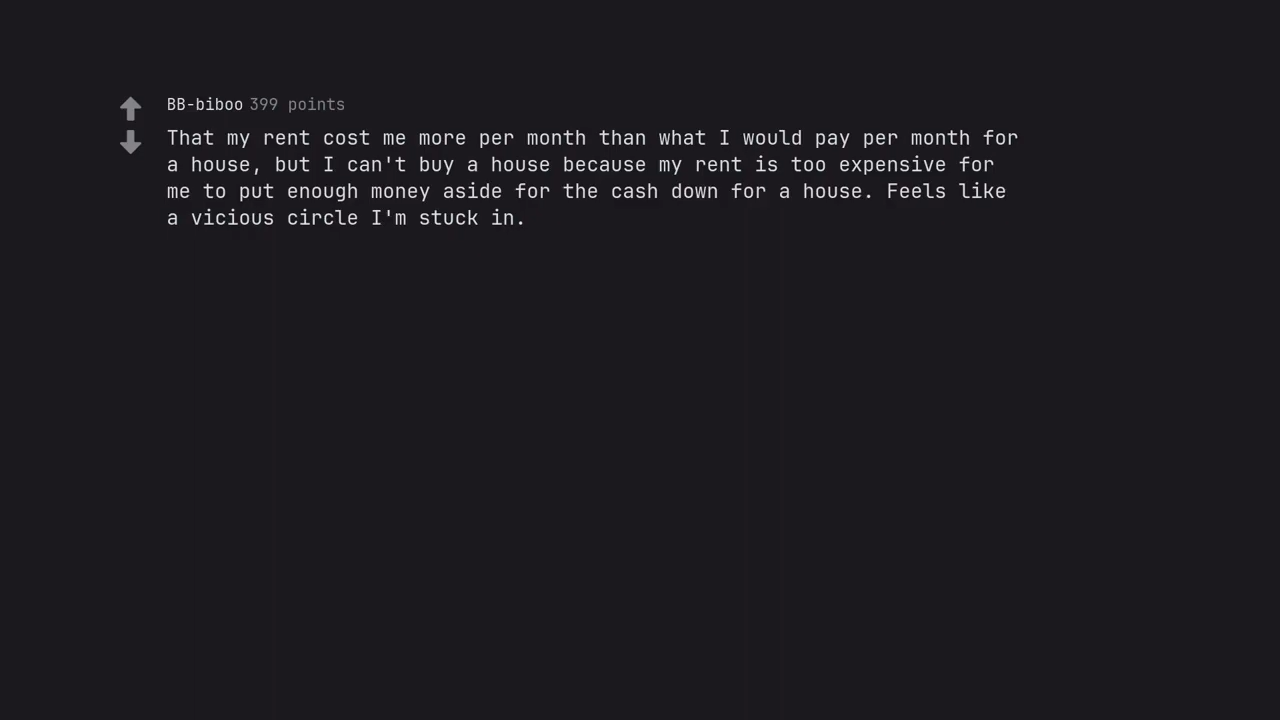 BB-biboo 399 points
That my rent cost me more per month than what I would pay per month for
a house, but I can't buy a house because my rent is too expensive for
me to put enough money aside for the cash down for a house. Feels like
a vicious circle I'm stuck in.